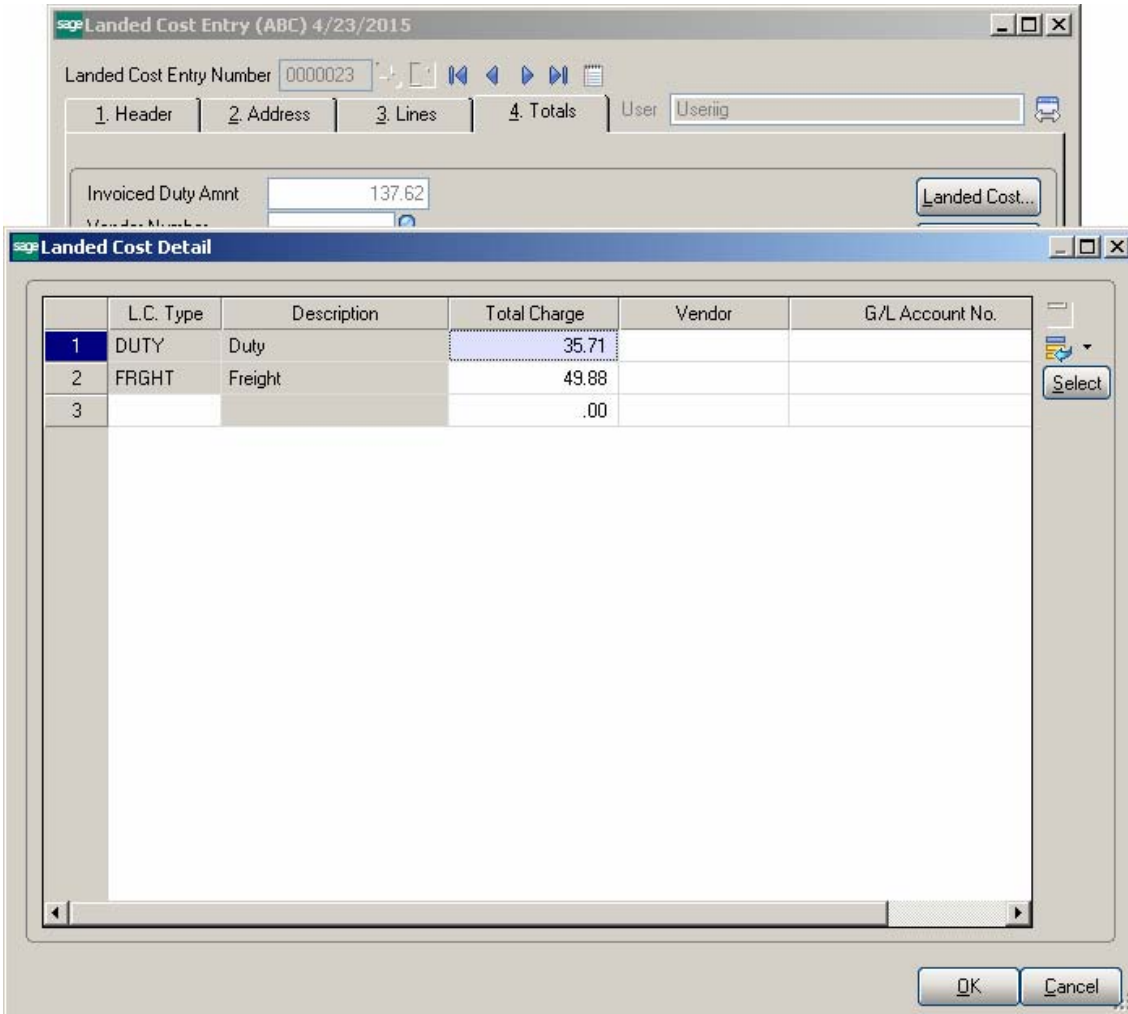 sage Landed Cost Entry (ABC) 4/23/2015
Landed Cost Entry Number 0000023
1. Header 2. Address 3. Lines 4. Totals User Useriig
Invoiced Duty Amnt 137.62 Landed Cost...
Vendor Number
sage Landed Cost Detail
L.C. Type Description Total Charge Vendor G/L Account No.
1 DUTY Duty 35.71
2 FRGHT Freight 49.88 Select
3 .00
OK Cancel